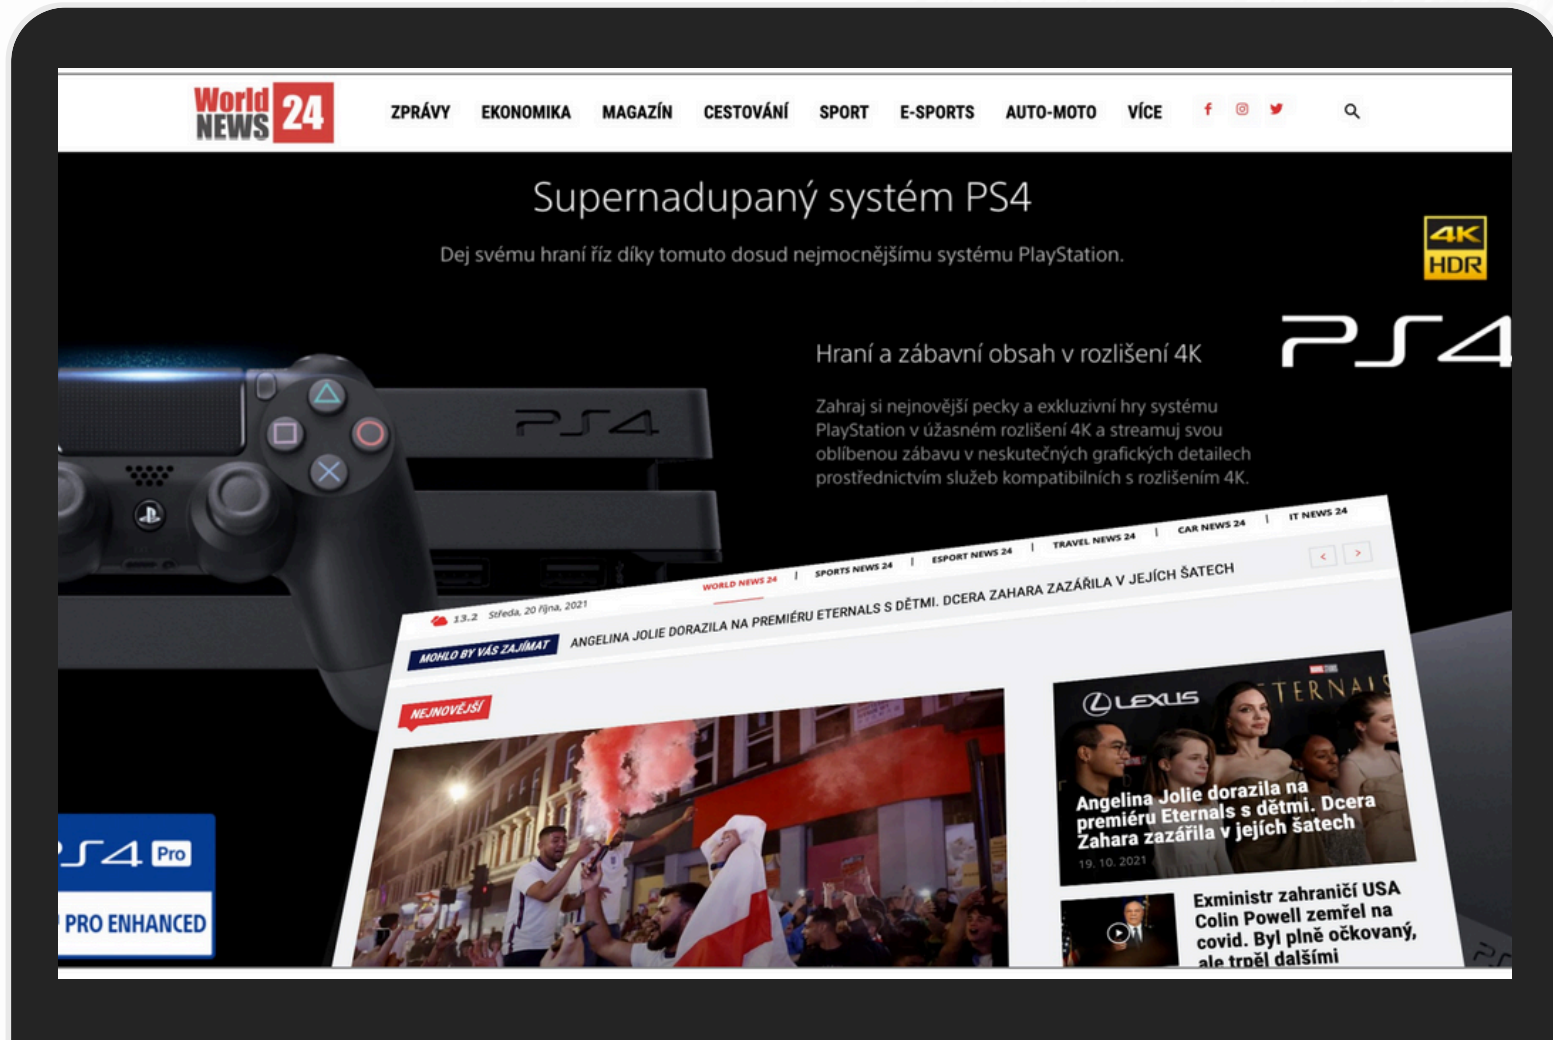 World
NEWS 24
ZPRÁVY EKONOMIKA MAGAZÍN CESTOVÁNÍ SPORT E-SPORTS AUTO-MOTO VÍCE
Supernadupaný systém PS4
Dej svému hraní říz díky tomuto dosud nejmocnějšímu systému PlayStation.
4K
HDR
PS4
Hraní a zábavní obsah v rozlišení 4K
Zahraj si nejnovější pecky a exkluzivní hry systému
PlayStation v úžasném rozlišení 4K a streamuj svou
oblíbenou zábavu v neskutečných grafických detailech
prostřednictvím služeb kompatibilních s rozlišením 4K.
PS4
13.2 Středa, 20 října, 2021
WORLD NEWS 24 | SPORTS NEWS 24 | ESPORT NEWS 24 | TRAVEL NEWS 24 | CAR NEWS 24 | IT NEWS 24
MOHLO BY VÁS ZAJÍMAT ANGELINA JOLIE DORAZILA NA PREMIÉRU ETERNALS S DĚTMI. DCERA ZAHARA ZAZÁŘILA V JEJÍCH ŠATECH
NEJNOVĚJŠÍ
LEXUS
ETERNALS
Angelina Jolie dorazila na
premiéru Eternals s dětmi. Dcera
Zahara zazářila v jejích šatech
19. 10. 2021
Exministr zahraničí USA
Colin Powell zemřel na
covid. Byl plně očkovaný,
ale trpěl dalšími
PS4 Pro
PRO ENHANCED